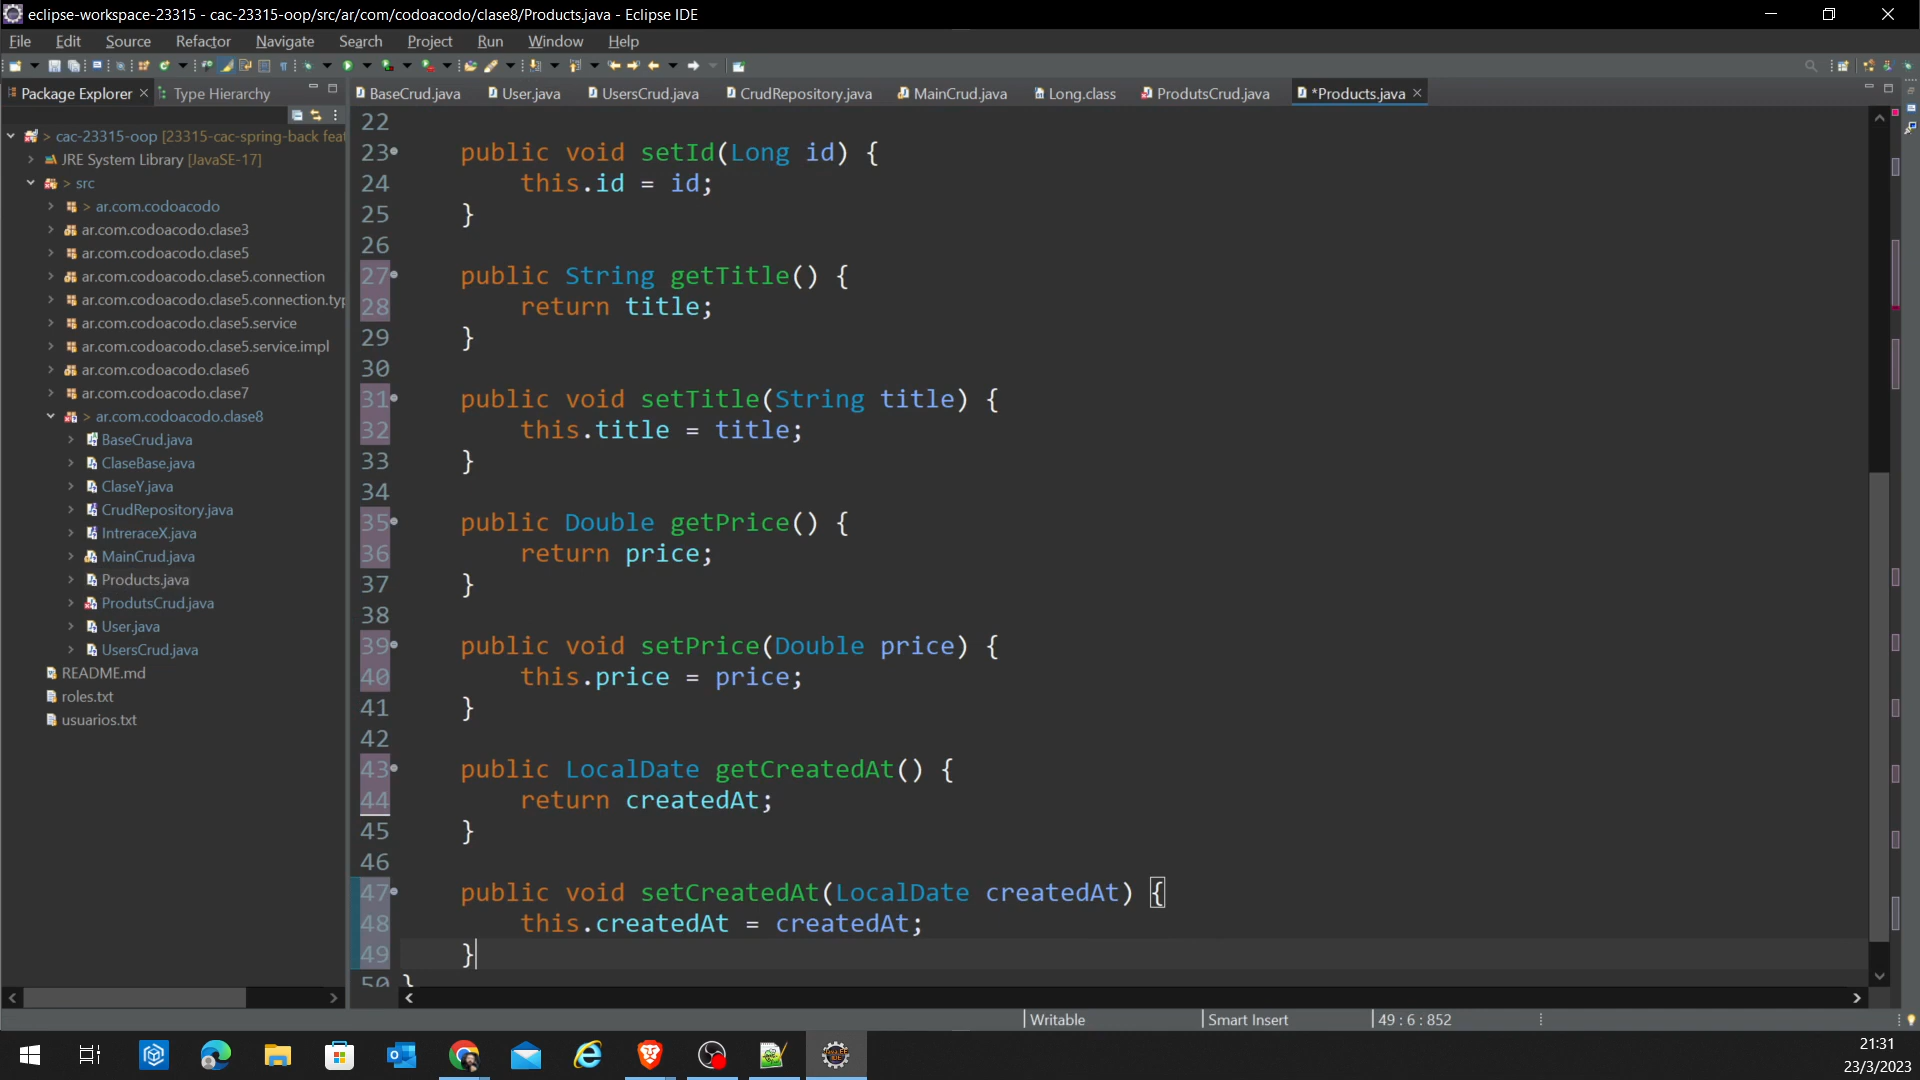 eclipse-workspace-23315 - cac-23315-oop/src/ar/com/codoacodo/clase8/Products.java - Eclipse IDE
File Edit Source Refactor Navigate Search Project Run Window Help
Package Explorer Type Hierarchy
BaseCrud.java User.java UsersCrud.java CrudRepository.java MainCrud.java Long.class ProdutsCrud.java *Products.java
> cac-23315-oop [23315-cac-spring-back feat
JRE System Library [JavaSE-17]
> src
> ar.com.codoacodo
ar.com.codoacodo.clase3
ar.com.codoacodo.clase5
ar.com.codoacodo.clase5.connection
ar.com.codoacodo.clase5.connection.typ
ar.com.codoacodo.clase5.service
ar.com.codoacodo.clase5.service.impl
ar.com.codoacodo.clase6
ar.com.codoacodo.clase7
> ar.com.codoacodo.clase8
BaseCrud.java
ClaseBase.java
ClaseY.java
CrudRepository.java
IntreraceX.java
MainCrud.java
Products.java
ProdutsCrud.java
User.java
UsersCrud.java
README.md
roles.txt
usuarios.txt
22
23 public void setId(Long id) {
24 this.id = id;
25 }
26
27 public String getTitle() {
28 return title;
29 }
30
31 public void setTitle(String title) {
32 this.title = title;
33 }
34
35 public Double getPrice() {
36 return price;
37 }
38
39 public void setPrice(Double price) {
40 this.price = price;
41 }
42
43 public LocalDate getCreatedAt() {
44 return createdAt;
45 }
46
47 public void setCreatedAt(LocalDate createdAt) {
48 this.createdAt = createdAt;
49 }
50 }
Writable Smart Insert 49 : 6 : 852
21:31
23/3/2023